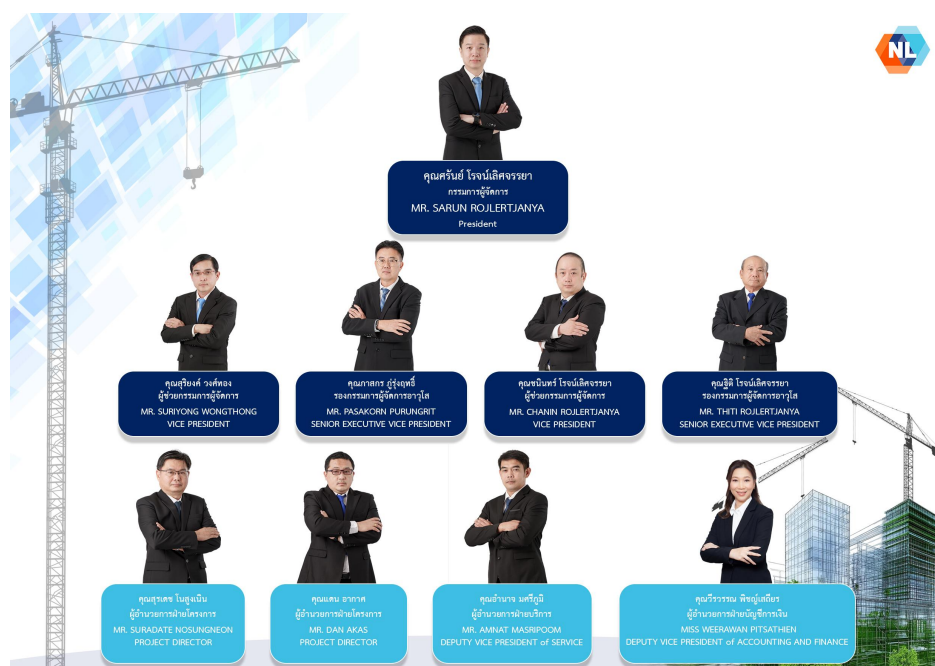 NL
คุณศรันย์ โรจน์เลิศจรรยา
กรรมการผู้จัดการ
MR. SARUN ROJLERTJANYA
President
คุณสุริยงค์ วงศ์ทอง
ผู้ช่วยกรรมการผู้จัดการ
MR. SURIYONG WONGTHONG
VICE PRESIDENT
คุณภาสกร ภู่รุ่งฤทธิ์
รองกรรมการผู้จัดการอาวุโส
MR. PASAKORN PURUNGRIT
SENIOR EXECUTIVE VICE PRESIDENT
คุณชนินทร์ โรจน์เลิศจรรยา
ผู้ช่วยกรรมการผู้จัดการ
MR. CHANIN ROJLERTJANYA
VICE PRESIDENT
คุณฐิติ โรจน์เลิศจรรยา
รองกรรมการผู้จัดการอาวุโส
MR. THITI ROJLERTJANYA
SENIOR EXECUTIVE VICE PRESIDENT
คุณสุรเดช โนสูงเนิน
ผู้อำนวยการฝ่ายโครงการ
MR. SURADATE NOSUNGNEON
PROJECT DIRECTOR
คุณแดน อากาศ
ผู้อำนวยการฝ่ายโครงการ
MR. DAN AKAS
PROJECT DIRECTOR
คุณอำนาจ มศรีภูมิ
ผู้อำนวยการฝ่ายบริการ
MR. AMNAT MASRIPOOM
DEPUTY VICE PRESIDENT of SERVICE
คุณวีรวรรณ พิชญ์เสถียร
ผู้อำนวยการฝ่ายบัญชีการเงิน
MISS WEERAWAN PITSATHIEN
DEPUTY VICE PRESIDENT of ACCOUNTING AND FINANCE